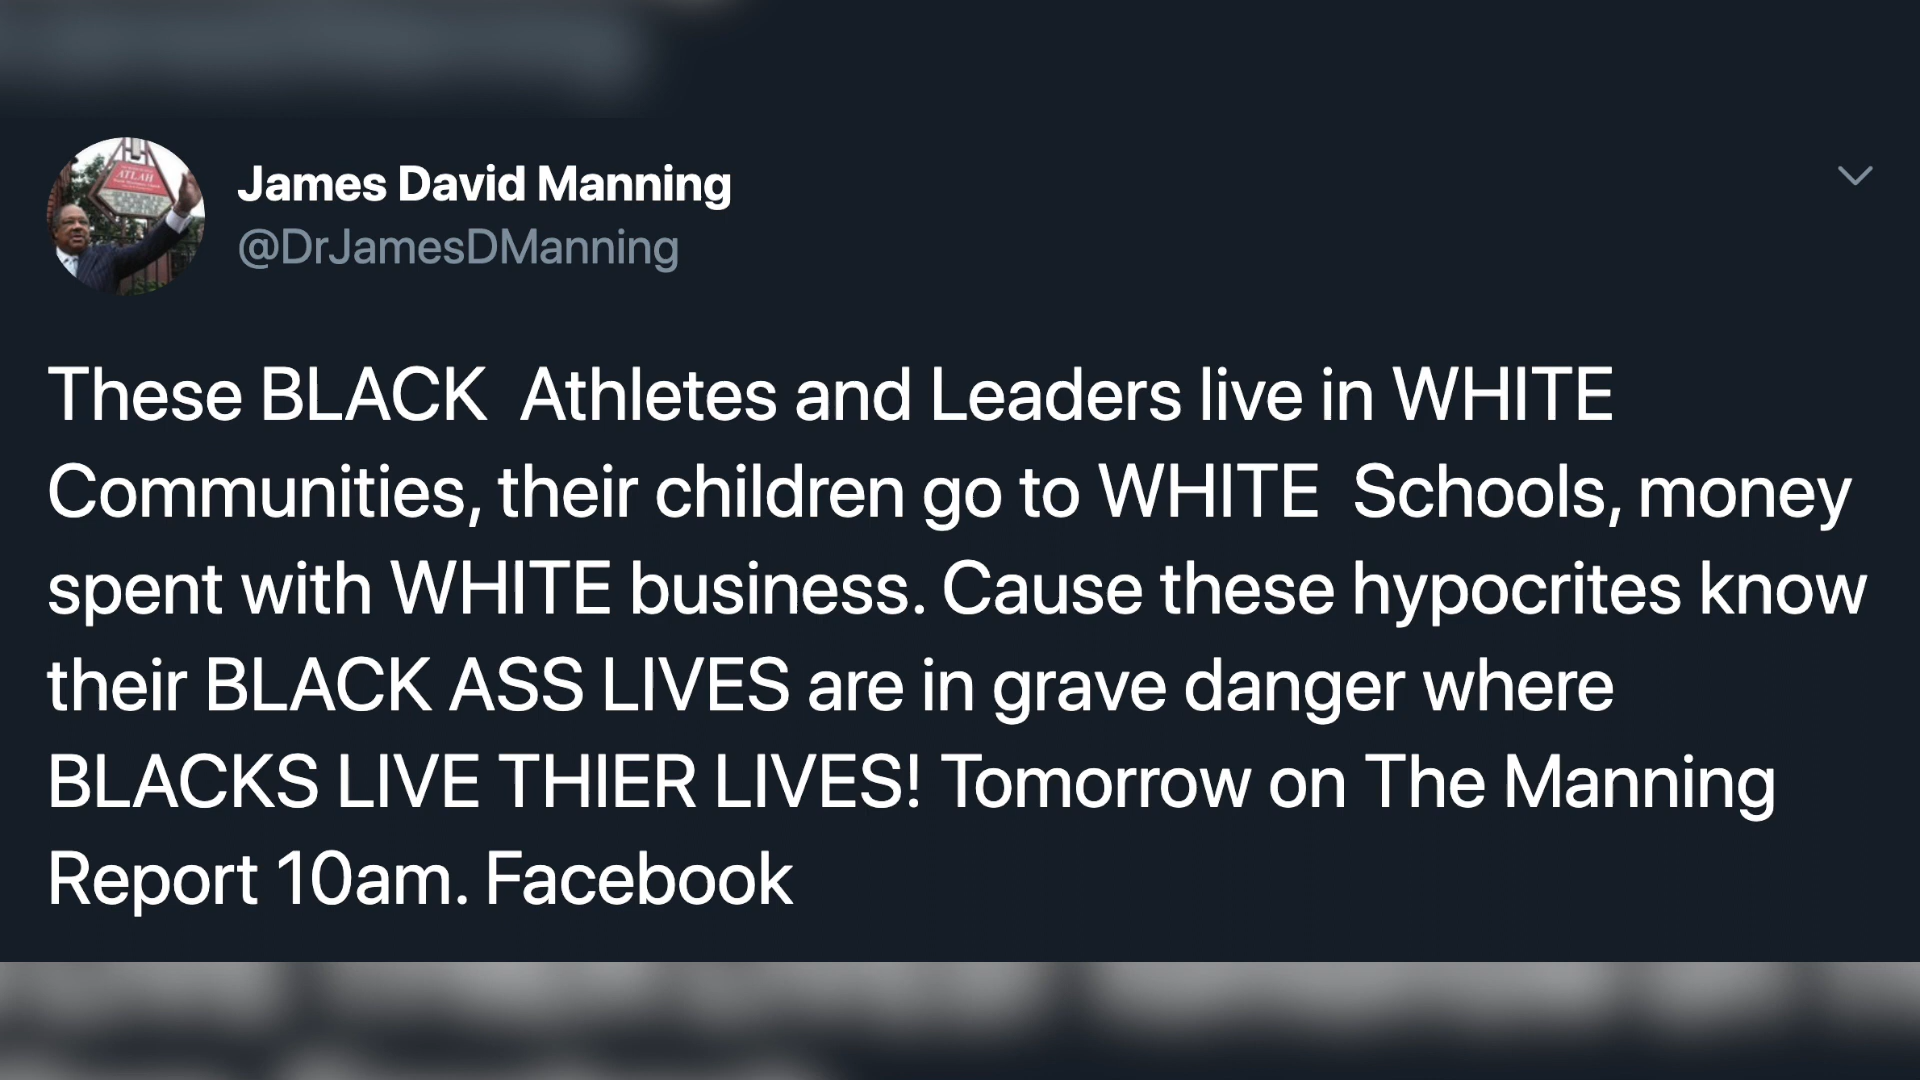 ATLAH
James David Manning
@DrJamesDManning
These BLACK  Athletes and Leaders live in WHITE
Communities, their children go to WHITE  Schools, money
spent with WHITE business. Cause these hypocrites know
their BLACK ASS LIVES are in grave danger where
BLACKS LIVE THIER LIVES! Tomorrow on The Manning
Report 10am. Facebook